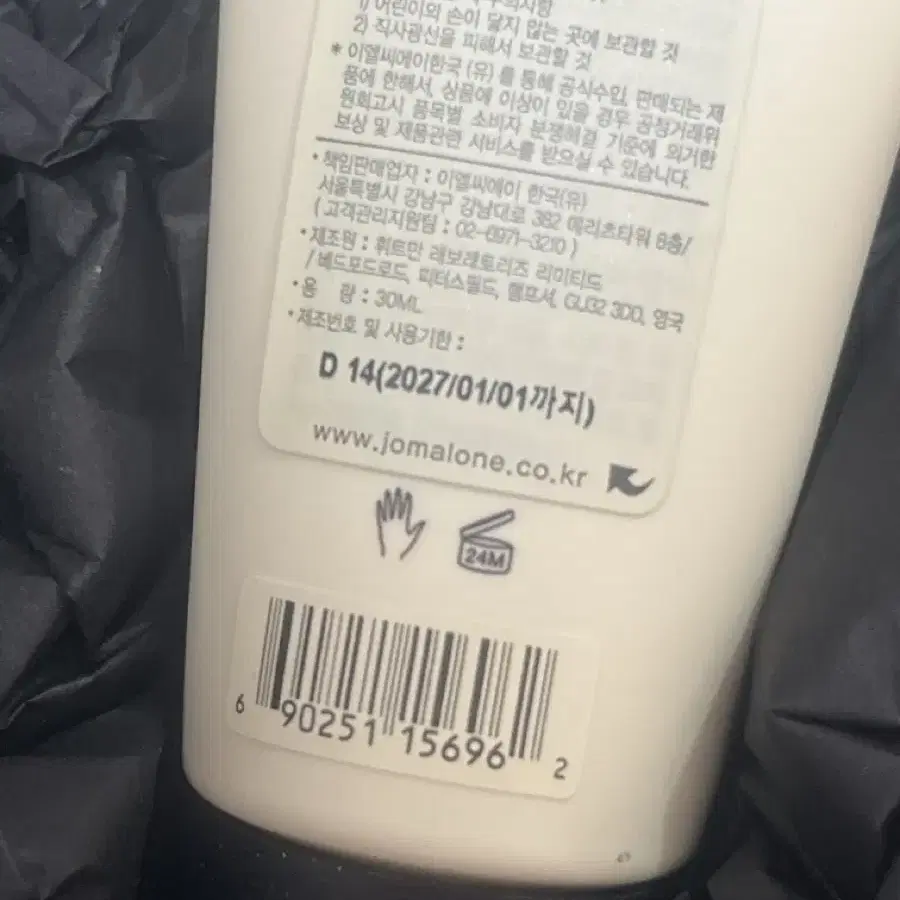 1) 어린이의 손이 닿지 않는 곳에 보관할 것
2) 직사광선을 피해서 보관할 것
* 이엘씨에이한국 (유) 를 통해 공식수입, 판매되는 제
품에 한해서, 상품에 이상이 있을 경우 공정거래위
원회고시 품목별 소비자 분쟁해결 기준에 의거한
보상 및 제품관련 서비스를 받으실 수 있습니다.
• 책임판매업자 : 이엘씨에이 한국(유)
서울특별시 강남구 강남대로 382 메리츠타워 8층/
( 고객관리지원팀 : 02-6971-3210 )
• 제조원 : 휘트만 레보레토리즈 리미티드
/ 베드포드로드, 피터스필드, 햄프셔, GU32 3DD, 영국
• 용 량 : 30ML
• 제조번호 및 사용기한 :
D 14(2027/01/01까지)
www.jomalone.co.kr
24M
6 90251 15696 2